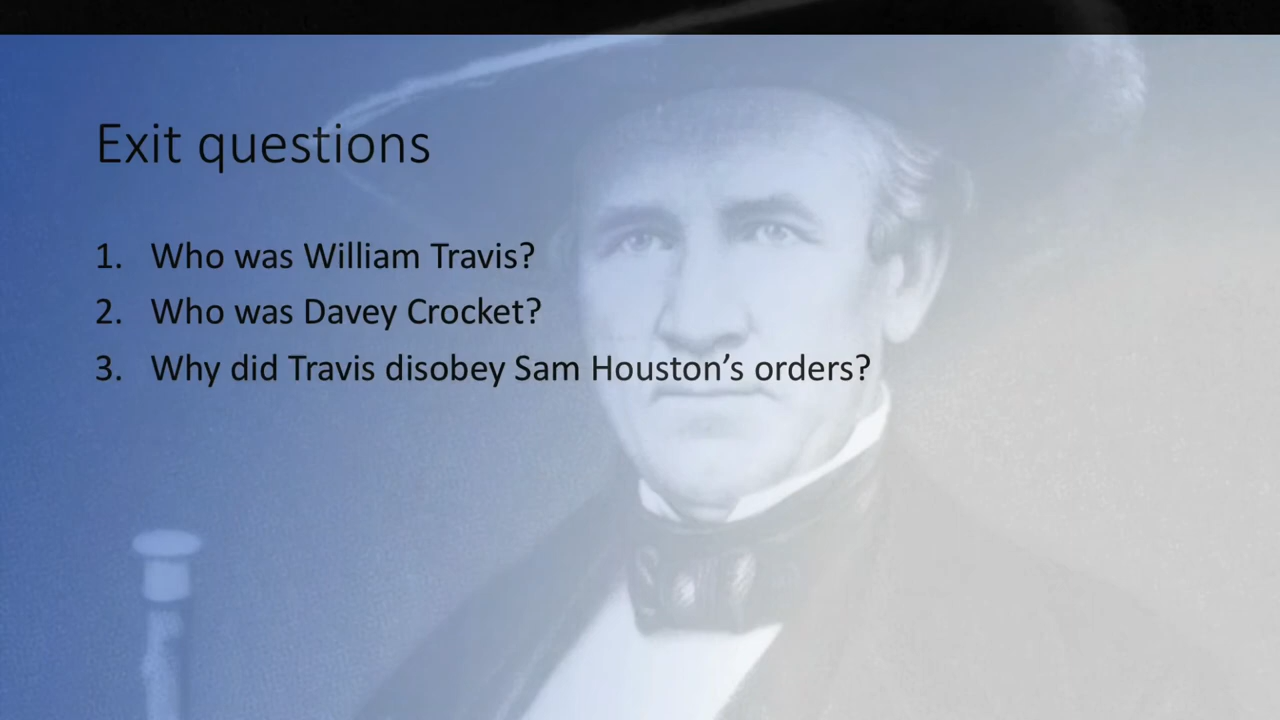 Exit questions
1. Who was William Travis?
2. Who was Davey Crocket?
3. Why did Travis disobey Sam Houston’s orders?